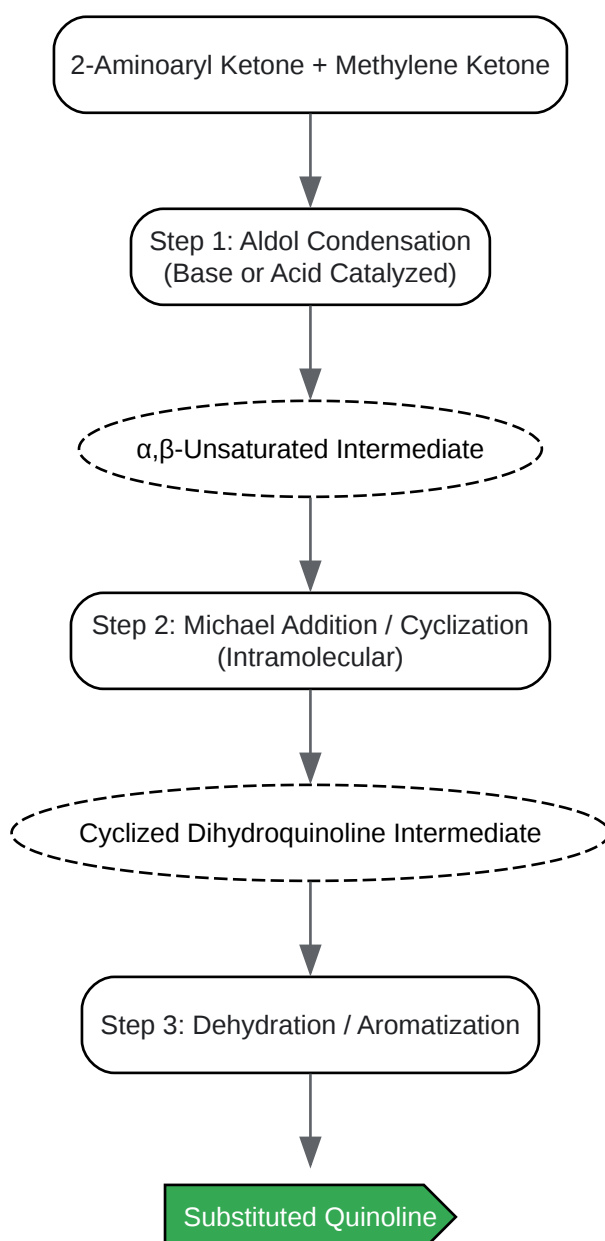 2-Aminoaryl Ketone + Methylene Ketone
Step 1: Aldol Condensation
(Base or Acid Catalyzed)
α,β-Unsaturated Intermediate
Step 2: Michael Addition / Cyclization
(Intramolecular)
Cyclized Dihydroquinoline Intermediate
Step 3: Dehydration / Aromatization
Substituted Quinoline